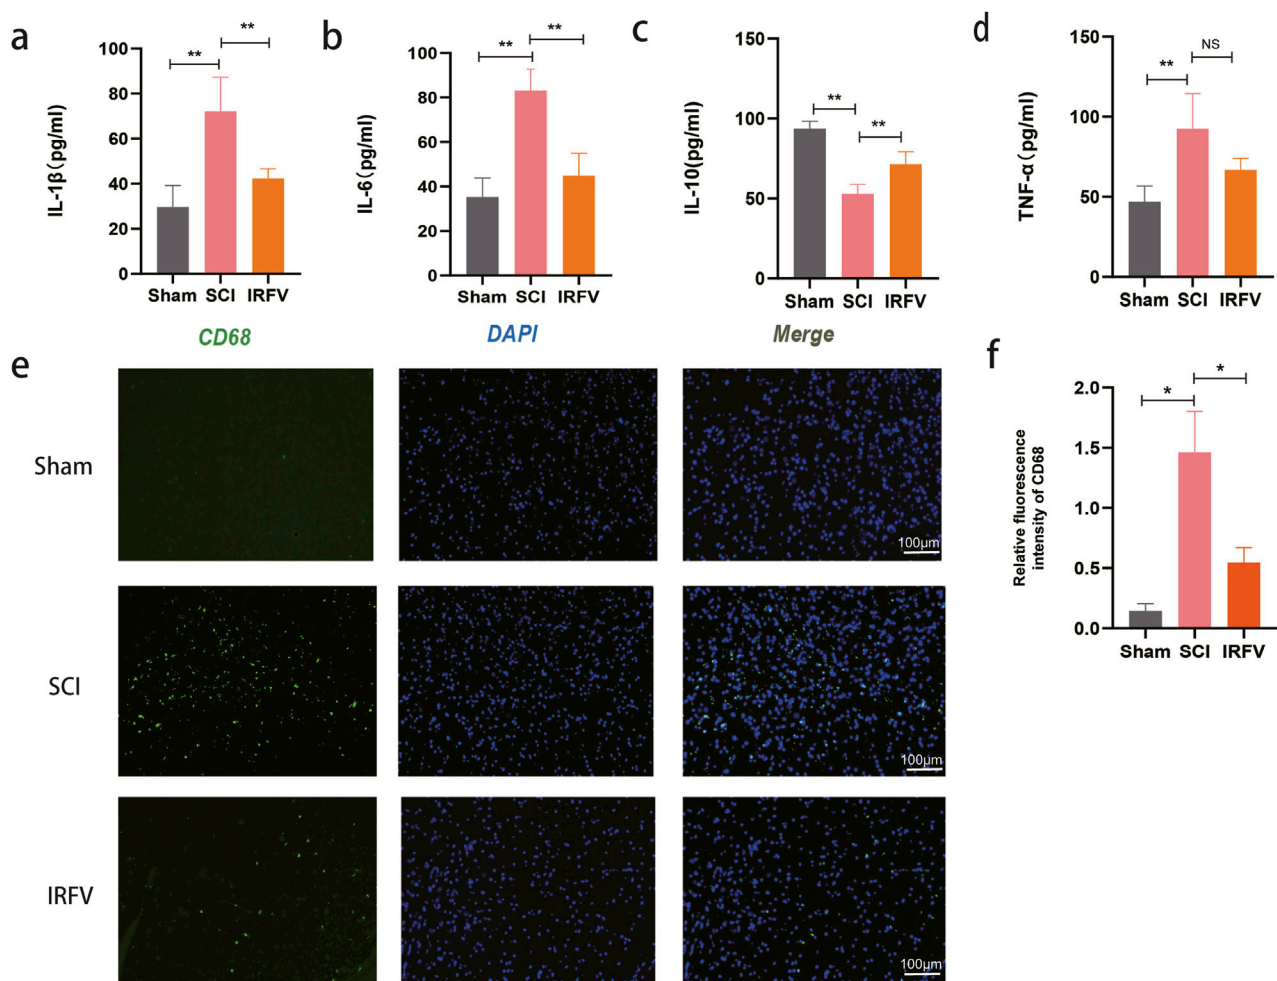 a
**
**
IL-1β(pg/ml)
100
80
60
40
20
0
Sham SCI IRFV
b
**
**
IL-6(pg/ml)
100
80
60
40
20
0
Sham SCI IRFV
c
**
**
IL-10(pg/ml)
150
100
50
0
Sham SCI IRFV
d
**
NS
TNF-α(pg/ml)
150
100
50
0
Sham SCI IRFV
CD68 DAPI Merge
e
Sham
100μm
SCI
100μm
IRFV
100μm
f
*
*
Relative fluorescence
intensity of CD68
2.0
1.5
1.0
0.5
0.0
Sham SCI IRFV